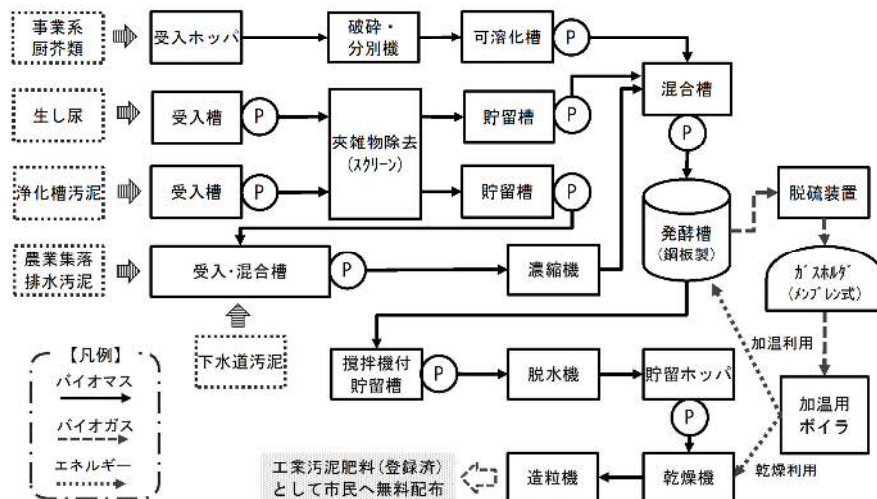 事業系
厨芥類
受入ホッパ
破砕・
分別機
可溶化槽
P
混合槽
生し尿
受入槽
P
夾雑物除去
(スクリーン)
貯留槽
P
P
浄化槽汚泥
受入槽
P
貯留槽
P
発酵槽
(鋼板製)
脱硫装置
農業集落
排水汚泥
受入・混合槽
P
濃縮機
ガスホルダ
(メンブレン式)
下水道汚泥
【凡例】
バイオマス
バイオガス
エネルギー
撹拌機付
貯留槽
P
脱水機
貯留ホッパ
加温利用
加温用
ボイラ
P
工業汚泥肥料(登録済)
として市民へ無料配布
造粒機
乾燥機
乾燥利用